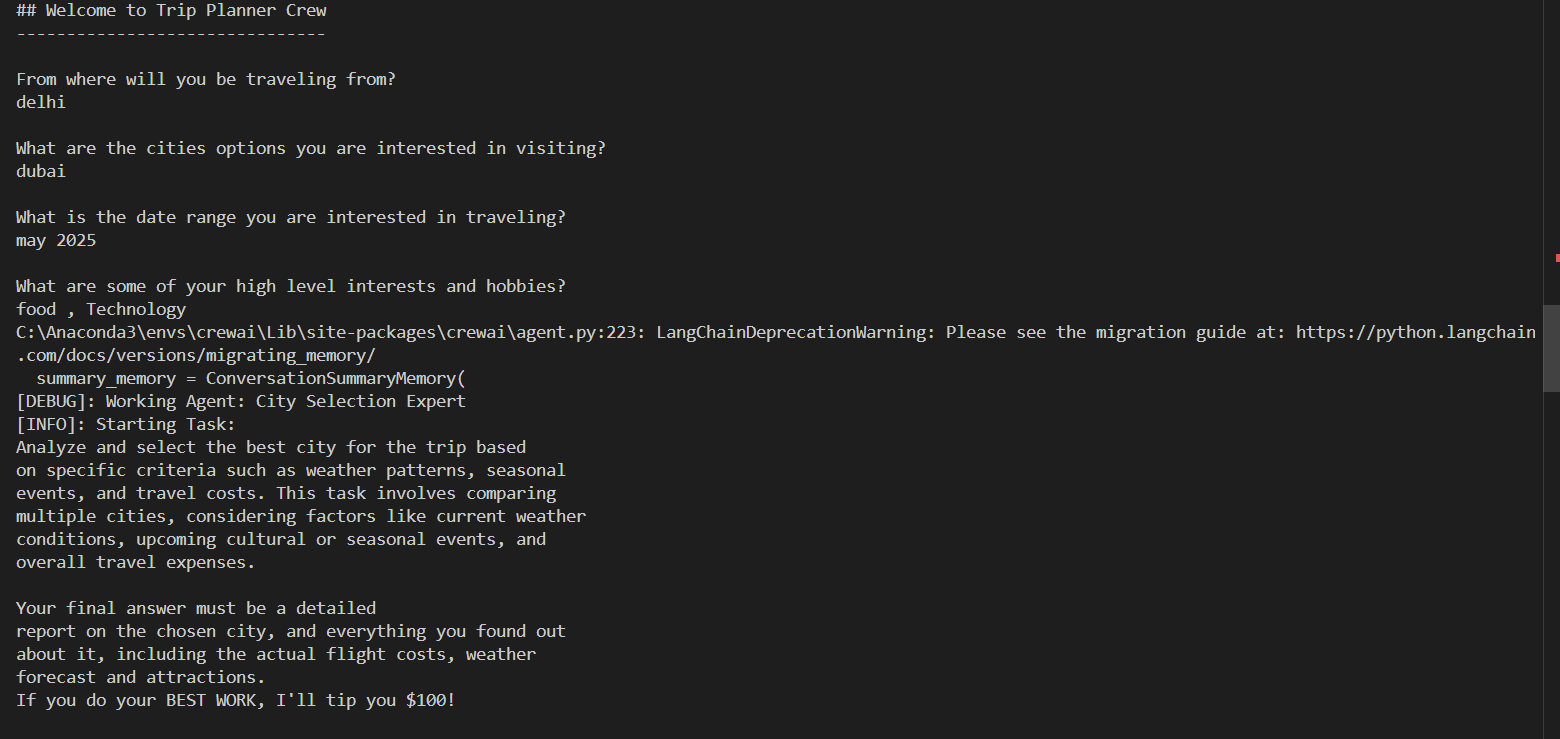 ## Welcome to Trip Planner Crew
-------------------------------
From where will you be traveling from?
delhi
What are the cities options you are interested in visiting?
dubai
What is the date range you are interested in traveling?
may 2025
What are some of your high level interests and hobbies?
food , Technology
C:\Anaconda3\envs\crewai\Lib\site-packages\crewai\agent.py:223: LangChainDeprecationWarning: Please see the migration guide at: https://python.langchain
.com/docs/versions/migrating_memory/
  summary_memory = ConversationSummaryMemory(
[DEBUG]: Working Agent: City Selection Expert
[INFO]: Starting Task:
Analyze and select the best city for the trip based
on specific criteria such as weather patterns, seasonal
events, and travel costs. This task involves comparing
multiple cities, considering factors like current weather
conditions, upcoming cultural or seasonal events, and
overall travel expenses.
Your final answer must be a detailed
report on the chosen city, and everything you found out
about it, including the actual flight costs, weather
forecast and attractions.
If you do your BEST WORK, I'll tip you $100!